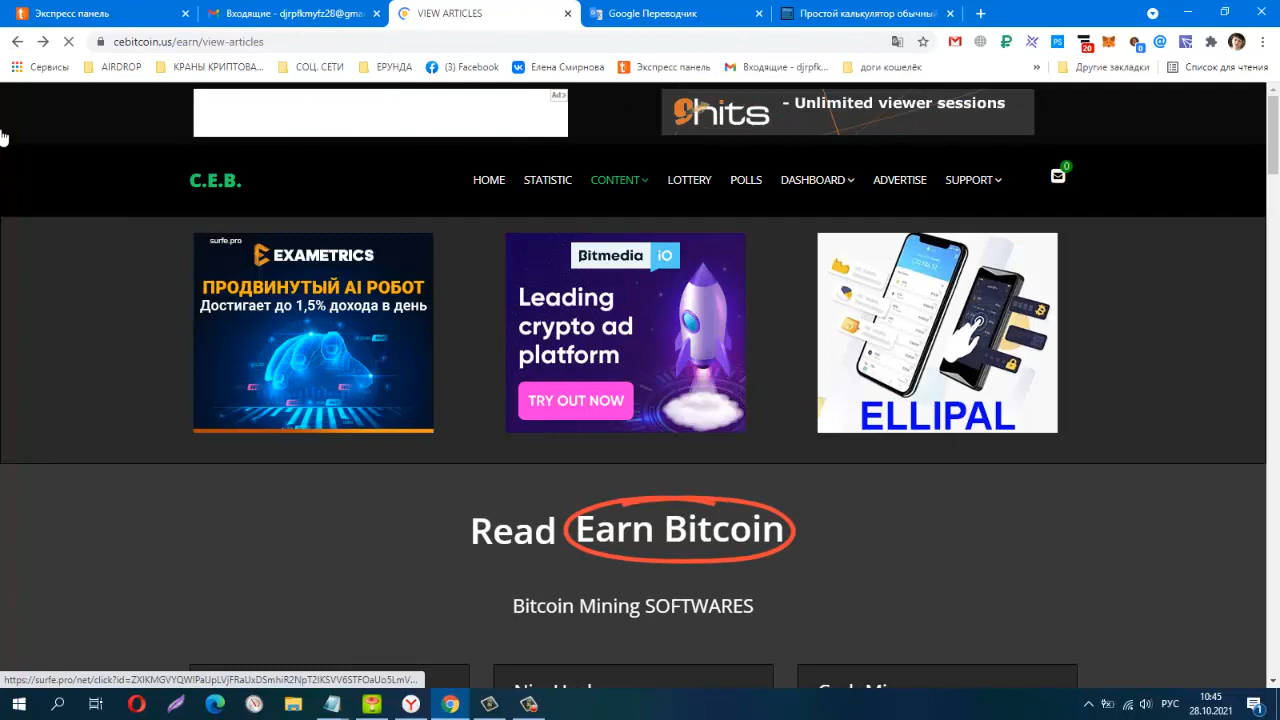 Экспресс панель
Входящие - djrpfkmyfz28@gma
VIEW ARTICLES
Google Переводчик
Простой калькулятор обычный
cebitcoin.us/earn/view-articles
20
0
Сервисы
AIRDROP
КРАНЫ КРИПТОВА...
СОЦ. СЕТИ
ЕРУНДА
(3) Facebook
Елена Смирнова
Экспресс панель
Входящие - djrpfk...
доги кошелёк
»
Другие закладки
Список для чтения
Ad
9hits
- Unlimited viewer sessions
C.E.B.
HOME
STATISTIC
CONTENT
LOTTERY
POLLS
DASHBOARD
ADVERTISE
SUPPORT
0
surfe.pro
EXAMETRICS
ПРОДВИНУТЫЙ AI РОБОТ
Достигает до 1,5% дохода в день
Bitmedia iO
Leading
crypto ad
platform
TRY OUT NOW
ELLIPAL
Read Earn Bitcoin
Bitcoin Mining SOFTWARES
РУС
10:45
28.10.2021
1